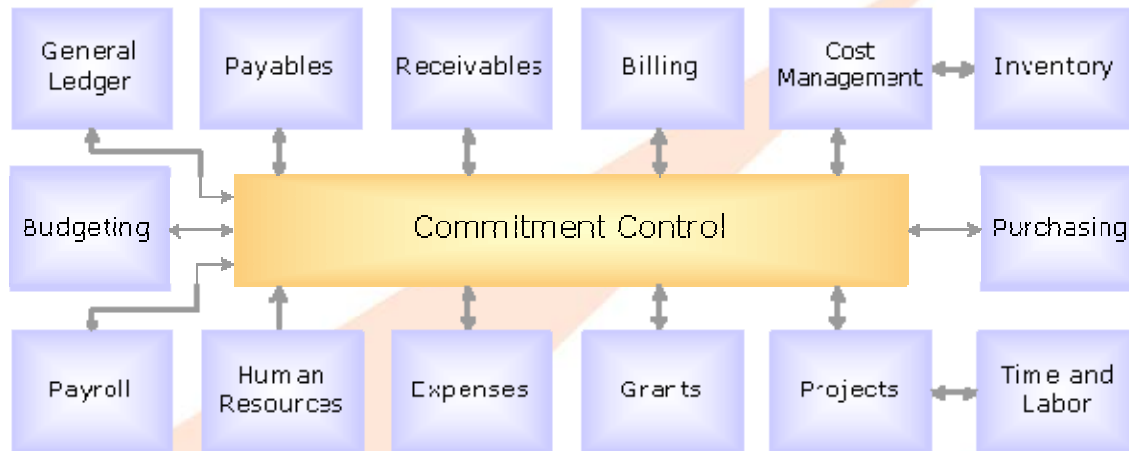 General
Ledger
Payables
Receivables
Billing
Cost
Management
Inventory
Budgeting
Commitment Control
Purchasing
Payroll
Human
Resources
Expenses
Grants
Projects
Time and
Labor